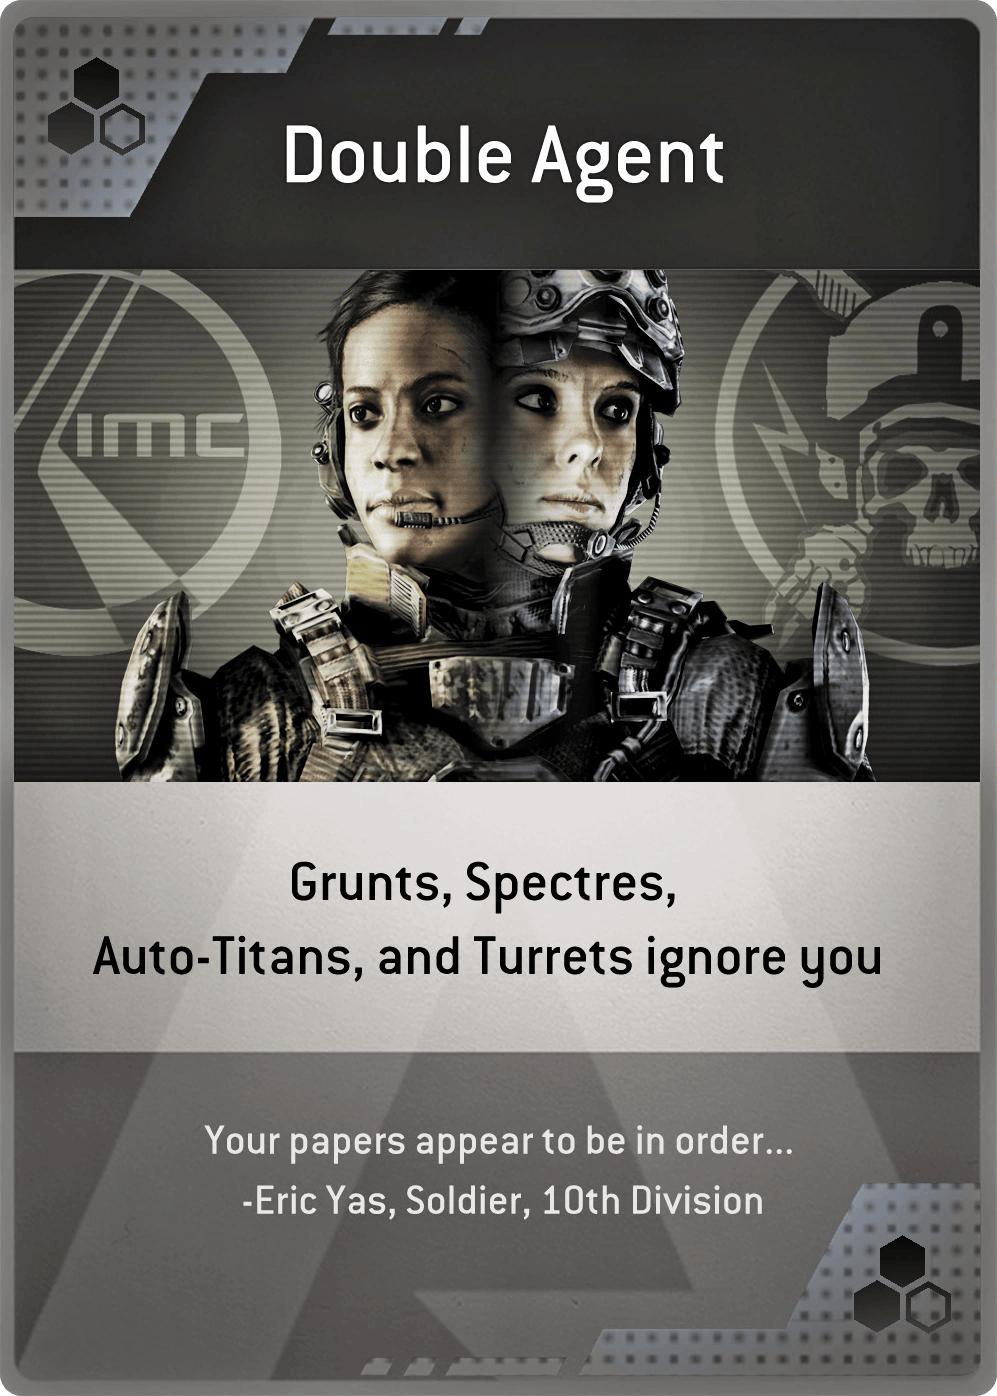 Double Agent
IMC
Grunts, Spectres,
Auto-Titans, and Turrets ignore you
Your papers appear to be in order...
-Eric Yas, Soldier, 10th Division